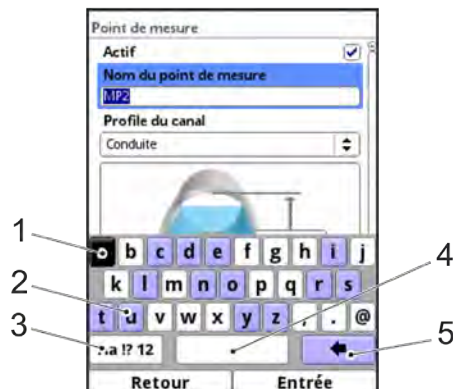 Point de mesure
Actif
Nom du point de mesure
MP2
Profile du canal
Conduite
1
b c d e f g h i j
4
k l m n o p q r s
2
t u v w x y z , . @
3
!? 12
5
Retour Entrée